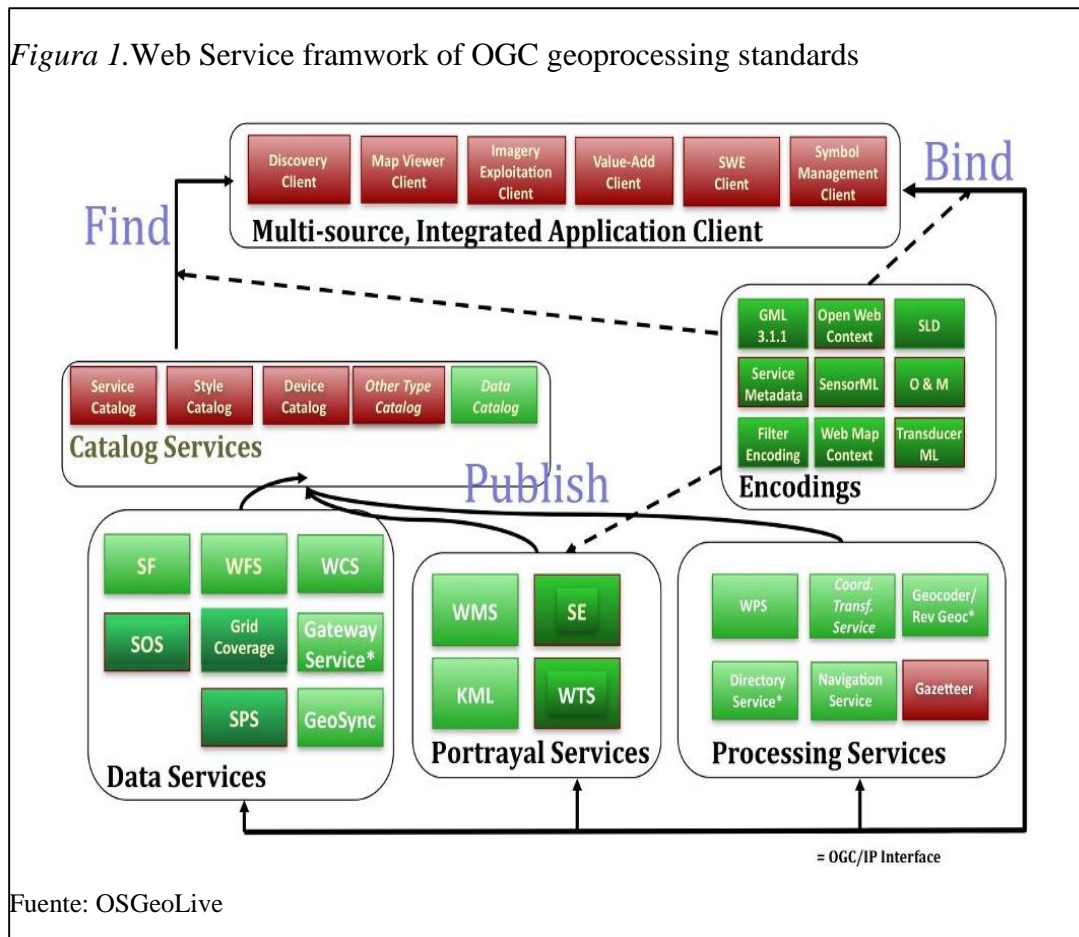 Figura 1.Web Service framwork of OGC geoprocessing standards
Discovery
Client
Map Viewer
Client
Imagery
Exploitation
Client
Value-Add
Client
SWE
Client
Symbol
Management
Client
Multi-source, Integrated Application Client
Bind
Find
GML
3.1.1
Open Web
Context
SLD
Service
Metadata
SensorML
O & M
Filter
Encoding
Web Map
Context
Transducer
ML
Encodings
Service
Catalog
Style
Catalog
Device
Catalog
Other Type
Catalog
Data
Catalog
Catalog Services
Publish
SF
WFS
WCS
SOS
Grid
Coverage
Gateway
Service*
SPS
GeoSync
Data Services
WMS
SE
KML
WTS
Portrayal Services
WPS
Coord.
Transf.
Service
Geocoder/
Rev Geoc*
Directory
Service*
Navigation
Service
Gazetteer
Processing Services
= OGC/IP Interface
Fuente: OSGeoLive